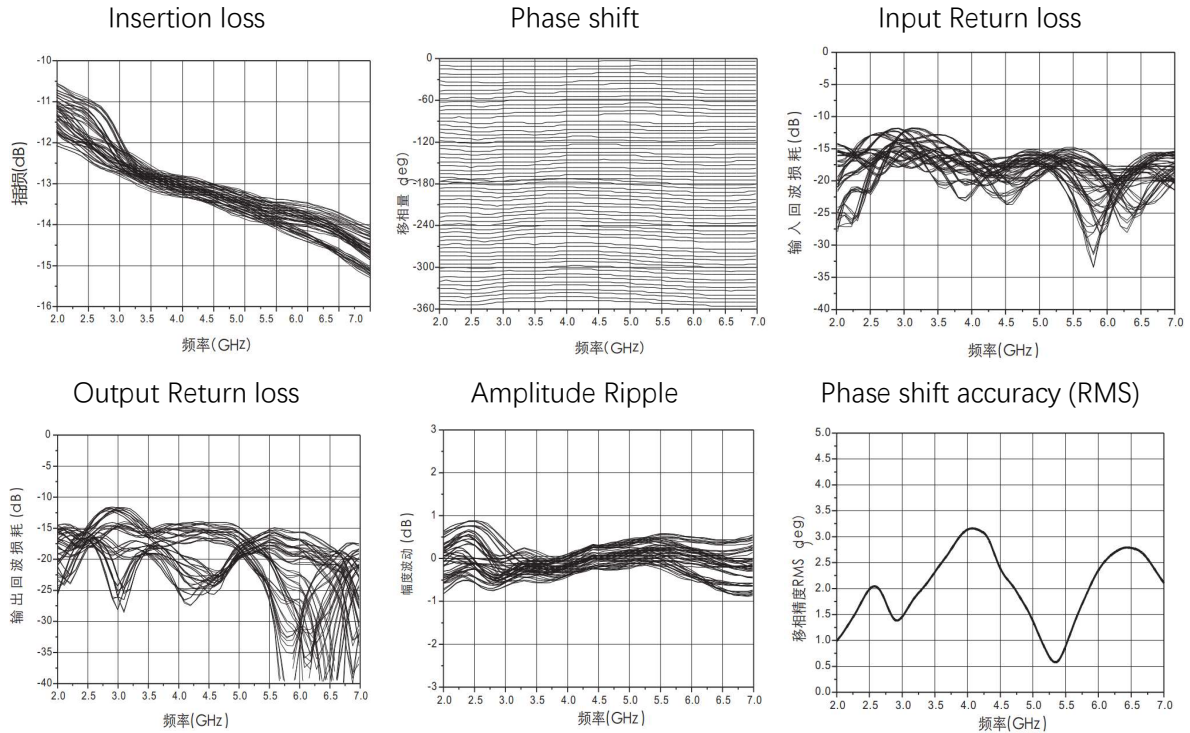 Insertion loss
-10
-11
-12
-13
-14
-15
-16
插损(dB)
2.0 2.5 3.0 3.5 4.0 4.5 5.0 5.5 6.0 6.5 7.0
频率(GHz)
Phase shift
0
-60
-120
-180
-240
-300
-360
移相量 deg)
2.0 2.5 3.0 3.5 4.0 4.5 5.0 5.5 6.0 6.5 7.0
频率(GHz)
Input Return loss
0
-5
-10
-15
-20
-25
-30
-35
-40
输入回波损耗(dB)
2.0 2.5 3.0 3.5 4.0 4.5 5.0 5.5 6.0 6.5 7.0
频率(GHz)
Output Return loss
0
-5
-10
-15
-20
-25
-30
-35
-40
输出回波损耗(dB)
2.0 2.5 3.0 3.5 4.0 4.5 5.0 5.5 6.0 6.5 7.0
频率(GHz)
Amplitude Ripple
3
2
1
0
-1
-2
-3
幅度波动(dB)
2.0 2.5 3.0 3.5 4.0 4.5 5.0 5.5 6.0 6.5 7.0
频率(GHz)
Phase shift accuracy (RMS)
5.0
4.5
4.0
3.5
3.0
2.5
2.0
1.5
1.0
0.5
0.0
移相精度RMS deg)
2.0 2.5 3.0 3.5 4.0 4.5 5.0 5.5 6.0 6.5 7.0
频率(GHz)